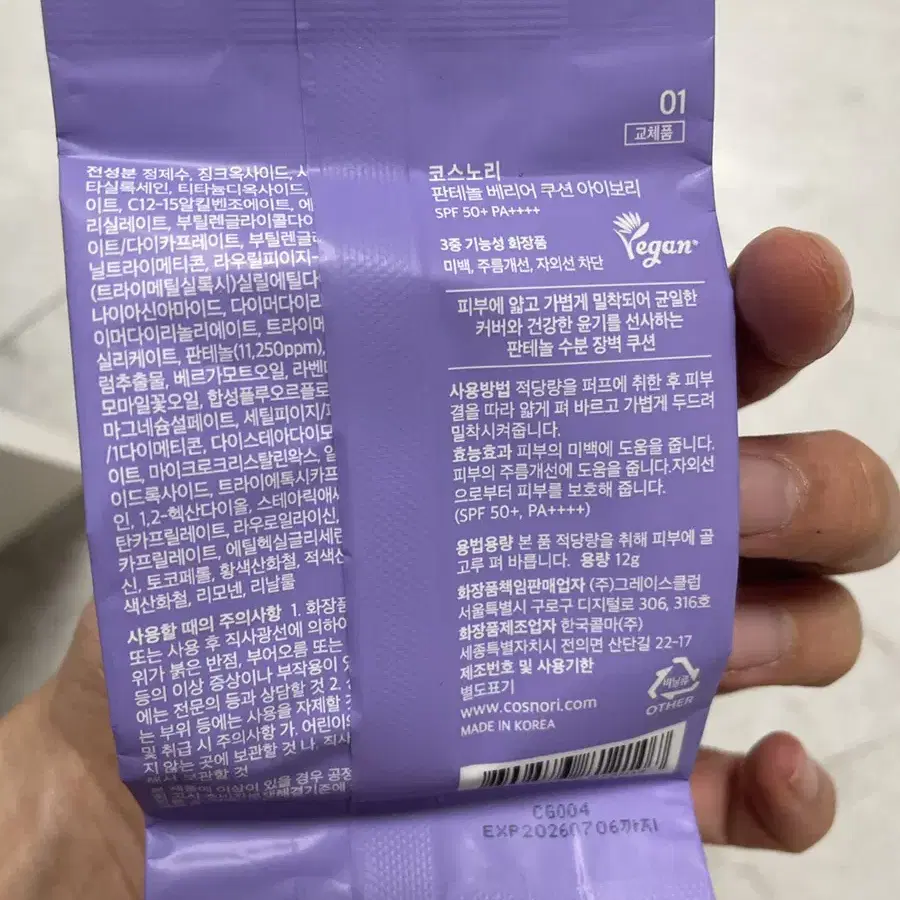 01
교체품
코스노리
판테놀 베리어 쿠션 아이보리
SPF 50+ PA++++
Vegan
3중 기능성 화장품
미백, 주름개선, 자외선 차단
피부에 얇고 가볍게 밀착되어 균일한
커버와 건강한 윤기를 선사하는
판테놀 수분 장벽 쿠션
사용방법 적당량을 퍼프에 취한 후 피부
결을 따라 얇게 펴 바르고 가볍게 두드려
밀착시켜줍니다.
효능효과 피부의 미백에 도움을 줍니다.
피부의 주름개선에 도움을 줍니다.자외선
으로부터 피부를 보호해 줍니다.
(SPF 50+, PA++++)
용법용량 본 품 적당량을 취해 피부에 골
고루 펴 바릅니다. 용량 12g
화장품책임판매업자 (주)그레이스클럽
서울특별시 구로구 디지털로 306, 316호
화장품제조업자 한국콜마(주)
세종특별자치시 전의면 산단길 22-17
제조번호 및 사용기한
별도표기
www.cosnori.com
MADE IN KOREA
비닐류
OTHER
CG004
EXP20260706까지
전성분 정제수, 징크옥사이드,
타실록세인, 티타늄디옥사이드,
이트, C12-15알킬벤조에이트, 에
리실레이트, 부틸렌글라이콜다이
이트/다이카프레이트, 부틸렌글
닐트라이메티콘, 라우릴피이지-
(트라이메틸실록시)실릴에틸다
나이아신아마이드, 다이머다이리
이머다이리놀리에이트, 트라이메
실리케이트, 판테놀(11,250ppm),
럼추출물, 베르가모트오일, 라벤
모마일꽃오일, 합성플루오르플로
마그네슘설페이트, 세틸피이지/피
/1다이메티콘, 다이스테아다이모
이트, 마이크로크리스탈린왁스, 알
이드록사이드, 트라이에톡시카프
인, 1,2-헥산다이올, 스테아릭애씨
탄카프릴레이트, 라우로일라이신,
카프릴레이트, 에틸헥실글리세린
신, 토코페롤, 황색산화철, 적색산
색산화철, 리모넨, 리날룰
사용할 때의 주의사항 1. 화장품
또는 사용 후 직사광선에 의하여
위가 붉은 반점, 부어오름 또는
등의 이상 증상이나 부작용이 있
에는 전문의 등과 상담할 것 2.
는 부위 등에는 사용을 자제할 것
및 취급 시 주의사항 가. 어린이의
지 않는 곳에 보관할 것 나. 직사
해서 보관할 것
본 제품에 이상이 있을 경우 공정